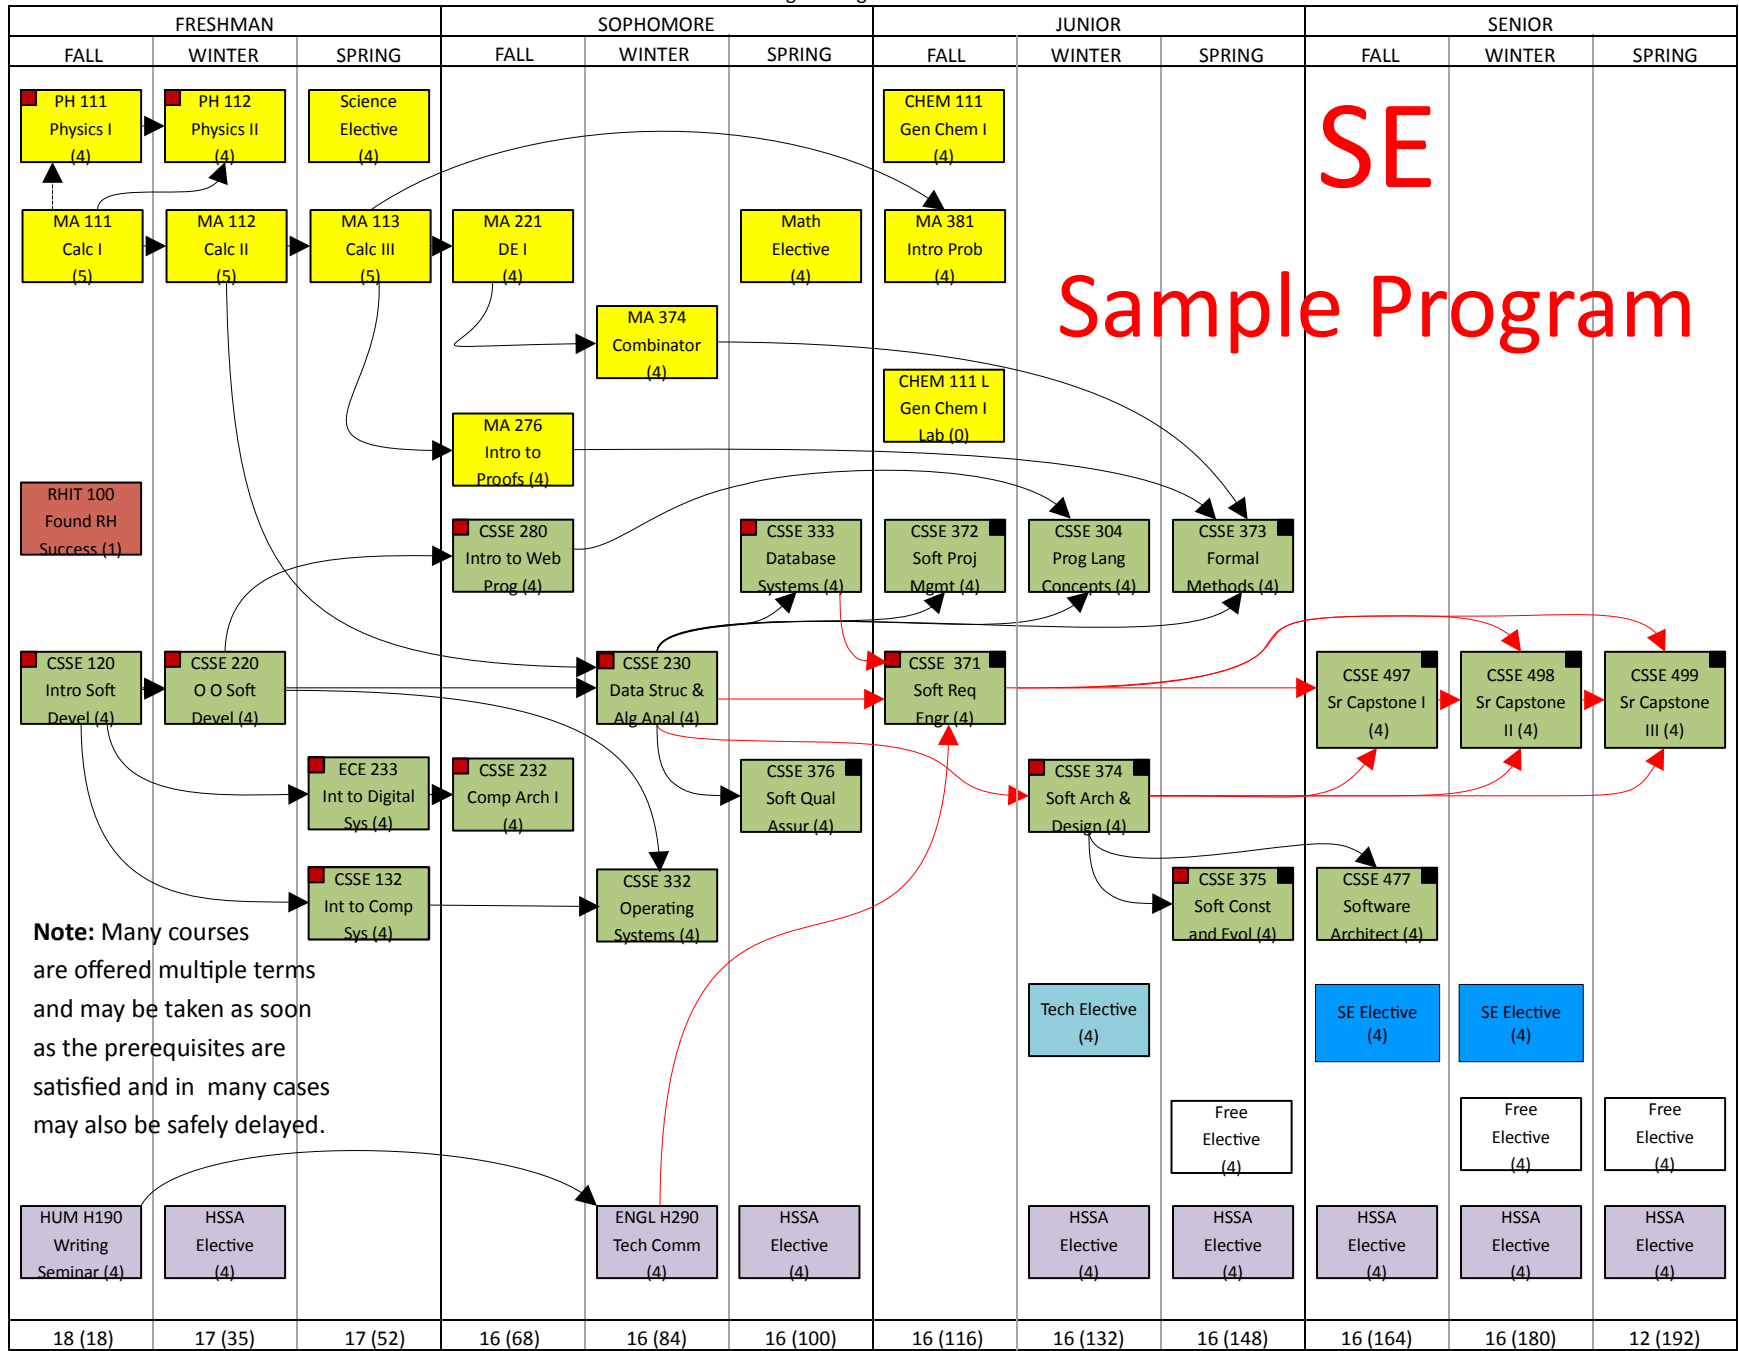 FRESHMAN
SOPHOMORE
JUNIOR
SENIOR
FALL
WINTER
SPRING
FALL
WINTER
SPRING
FALL
WINTER
SPRING
FALL
WINTER
SPRING
PH 111
Physics I
(4)
PH 112
Physics II
(4)
Science
Elective
(4)
CHEM 111
Gen Chem I
(4)
SE
MA 111
Calc I
(5)
MA 112
Calc II
(5)
MA 113
Calc III
(5)
MA 221
DE I
(4)
Math
Elective
(4)
MA 381
Intro Prob
(4)
Sample Program
MA 374
Combinator
(4)
CHEM 111 L
Gen Chem I
Lab (0)
MA 276
Intro to
Proofs (4)
RHIT 100
Found RH
Success (1)
CSSE 280
Intro to Web
Prog (4)
CSSE 333
Database
Systems (4)
CSSE 372
Soft Proj
Mgmt (4)
CSSE 304
Prog Lang
Concepts (4)
CSSE 373
Formal
Methods (4)
CSSE 120
Intro Soft
Devel (4)
CSSE 220
O O Soft
Devel (4)
CSSE 230
Data Struc &
Alg Anal (4)
CSSE 371
Soft Req
Engr (4)
CSSE 497
Sr Capstone I
(4)
CSSE 498
Sr Capstone
II (4)
CSSE 499
Sr Capstone
III (4)
ECE 233
Int to Digital
Sys (4)
CSSE 232
Comp Arch I
(4)
CSSE 376
Soft Qual
Assur (4)
CSSE 374
Soft Arch &
Design (4)
CSSE 132
Int to Comp
Sys (4)
CSSE 332
Operating
Systems (4)
CSSE 375
Soft Const
and Evol (4)
CSSE 477
Software
Architect (4)
Note: Many courses
are offered multiple terms
and may be taken as soon
as the prerequisites are
satisfied and in many cases
may also be safely delayed.
Tech Elective
(4)
SE Elective
(4)
SE Elective
(4)
Free
Elective
(4)
Free
Elective
(4)
Free
Elective
(4)
HUM H190
Writing
Seminar (4)
HSSA
Elective
(4)
ENGL H290
Tech Comm
(4)
HSSA
Elective
(4)
HSSA
Elective
(4)
HSSA
Elective
(4)
HSSA
Elective
(4)
HSSA
Elective
(4)
HSSA
Elective
(4)
18 (18)
17 (35)
17 (52)
16 (68)
16 (84)
16 (100)
16 (116)
16 (132)
16 (148)
16 (164)
16 (180)
12 (192)